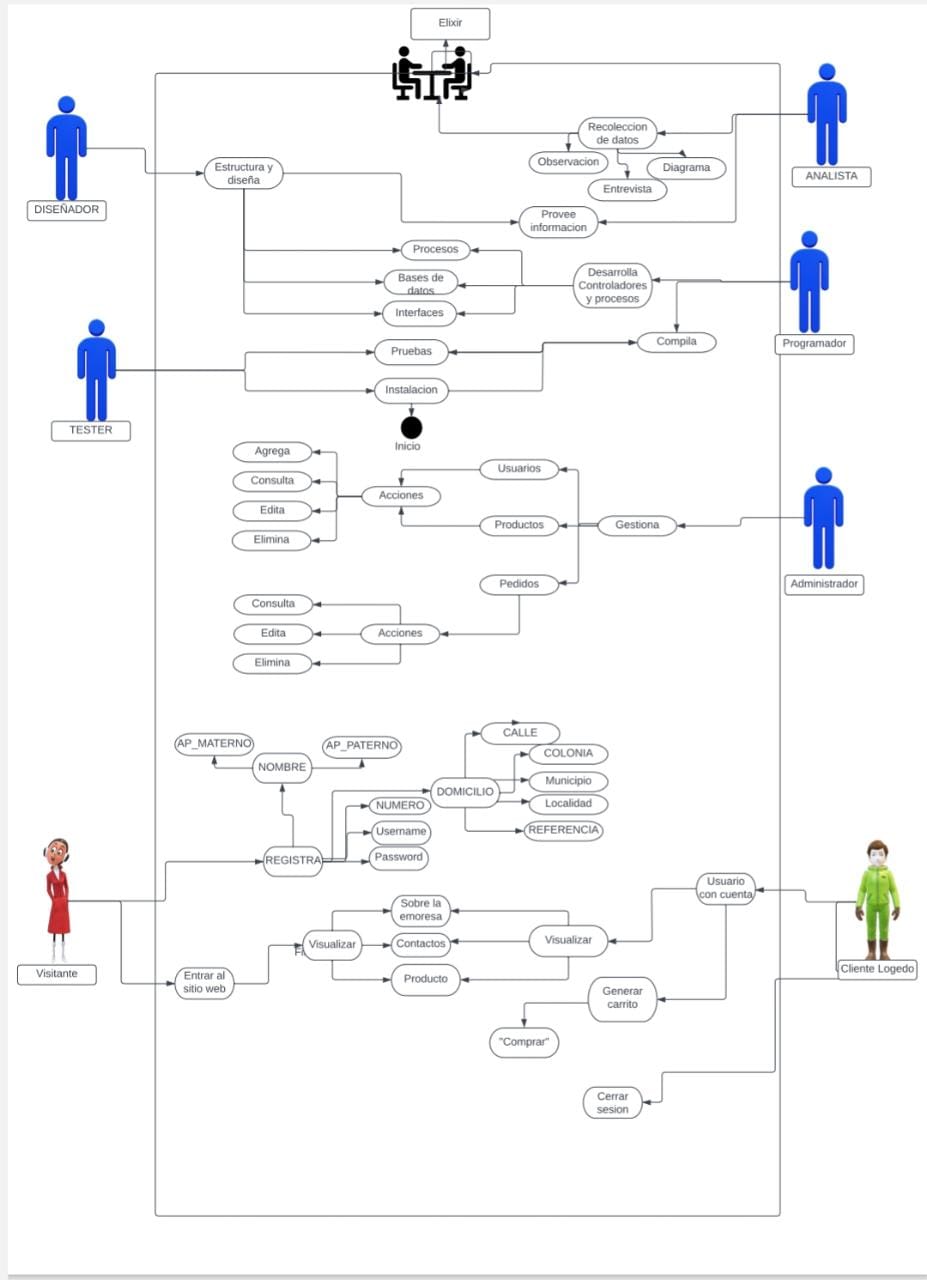 Elixir
Recoleccion
de datos
Observacion
Diagrama
Entrevista
ANALISTA
DISEÑADOR
Estructura y
diseña
Provee
informacion
Procesos
Bases de
datos
Interfaces
Desarrolla
Controladores
y procesos
Programador
Compila
Pruebas
Instalacion
TESTER
Inicio
Agrega
Consulta
Edita
Elimina
Acciones
Usuarios
Productos
Gestiona
Pedidos
Administrador
Consulta
Edita
Elimina
Acciones
AP_MATERNO
AP_PATERNO
NOMBRE
CALLE
COLONIA
DOMICILIO
Municipio
Localidad
REFERENCIA
NUMERO
Username
Password
REGISTRA
Usuario
con cuenta
Sobre la
emoresa
Visualizar
Contactos
Visualizar
Producto
Visitante
Entrar al
sitio web
Cliente Logedo
Generar
carrito
"Comprar"
Cerrar
sesion